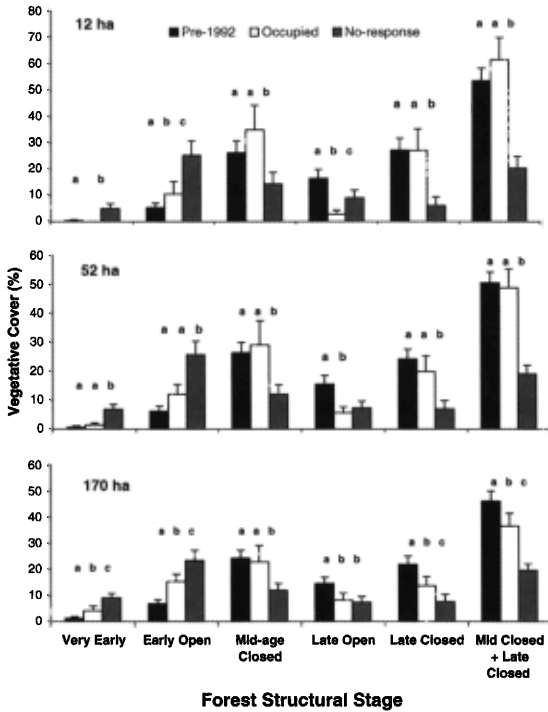 80
12 ha
Pre-1992 Occupied No-response
70
60
50
40
30
20
10
0
a b
a b c
a a b
a b c
a a b
a a b
60
52 ha
50
40
30
20
10
0
a a b
a a b
a a b
a b
a a b
a a b
60
170 ha
50
40
30
20
10
0
a b c
a b c
a a b
a b b
a b c
a b c
Vegetative Cover (%)
Very Early
Early Open
Mid-age
Closed
Late Open
Late Closed
Mid Closed
+ Late
Closed
Forest Structural Stage